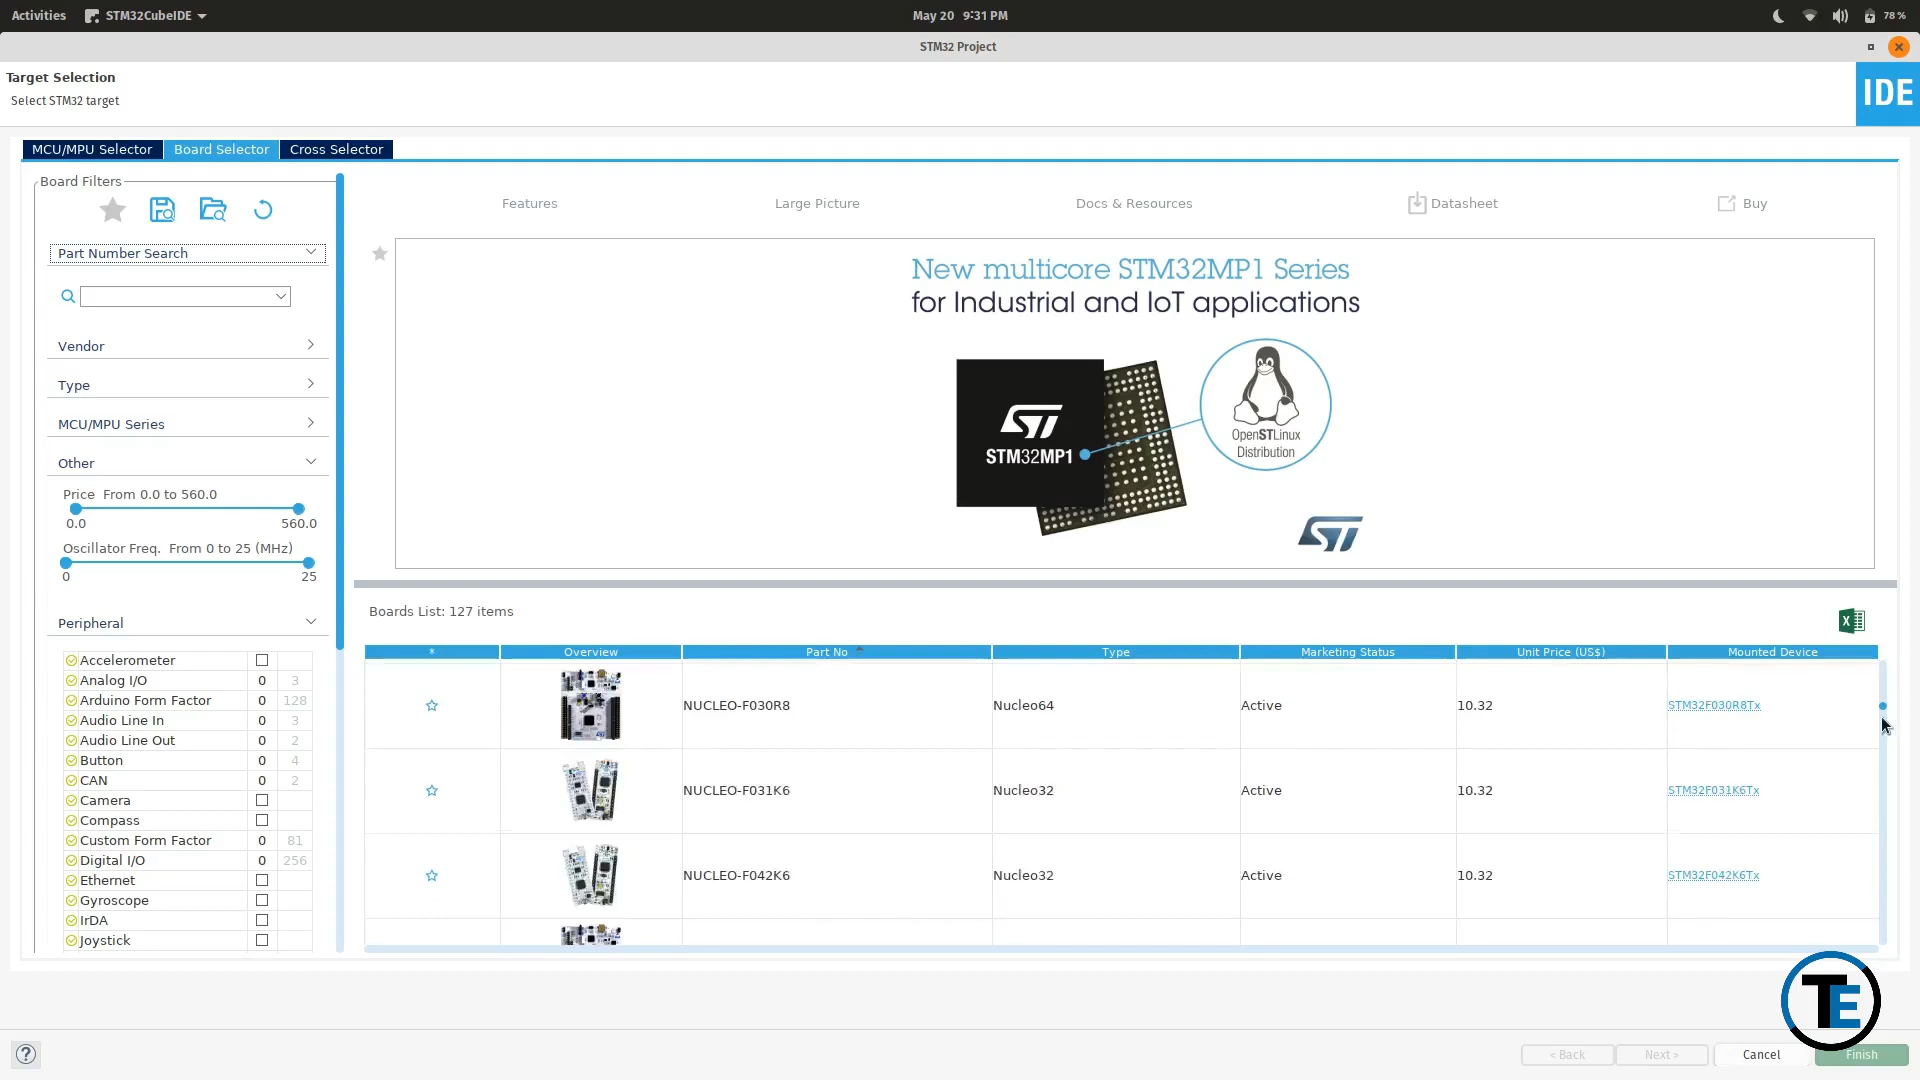 Activities STM32CubeIDE May 20 9:31 PM 78 %
STM32 Project
Target Selection
Select STM32 target
IDE
MCU/MPU Selector Board Selector Cross Selector
Board Filters
Part Number Search
Vendor
Type
MCU/MPU Series
Other
Price From 0.0 to 560.0
0.0 560.0
Oscillator Freq. From 0 to 25 (MHz)
0 25
Peripheral
Accelerometer
Analog I/O 0 3
Arduino Form Factor 0 128
Audio Line In 0 3
Audio Line Out 0 2
Button 0 4
CAN 0 2
Camera
Compass
Custom Form Factor 0 81
Digital I/O 0 256
Ethernet
Gyroscope
IrDA
Joystick
Features Large Picture Docs & Resources Datasheet Buy
New multicore STM32MP1 Series
for Industrial and IoT applications
ST
STM32MP1
OpenSTLinux
Distribution
ST
Boards List: 127 items
X
* Overview Part No Type Marketing Status Unit Price (US$) Mounted Device
NUCLEO-F030R8 Nucleo64 Active 10.32 STM32F030R8Tx
NUCLEO-F031K6 Nucleo32 Active 10.32 STM32F031K6Tx
NUCLEO-F042K6 Nucleo32 Active 10.32 STM32F042K6Tx
TE
? < Back Next > Cancel Finish